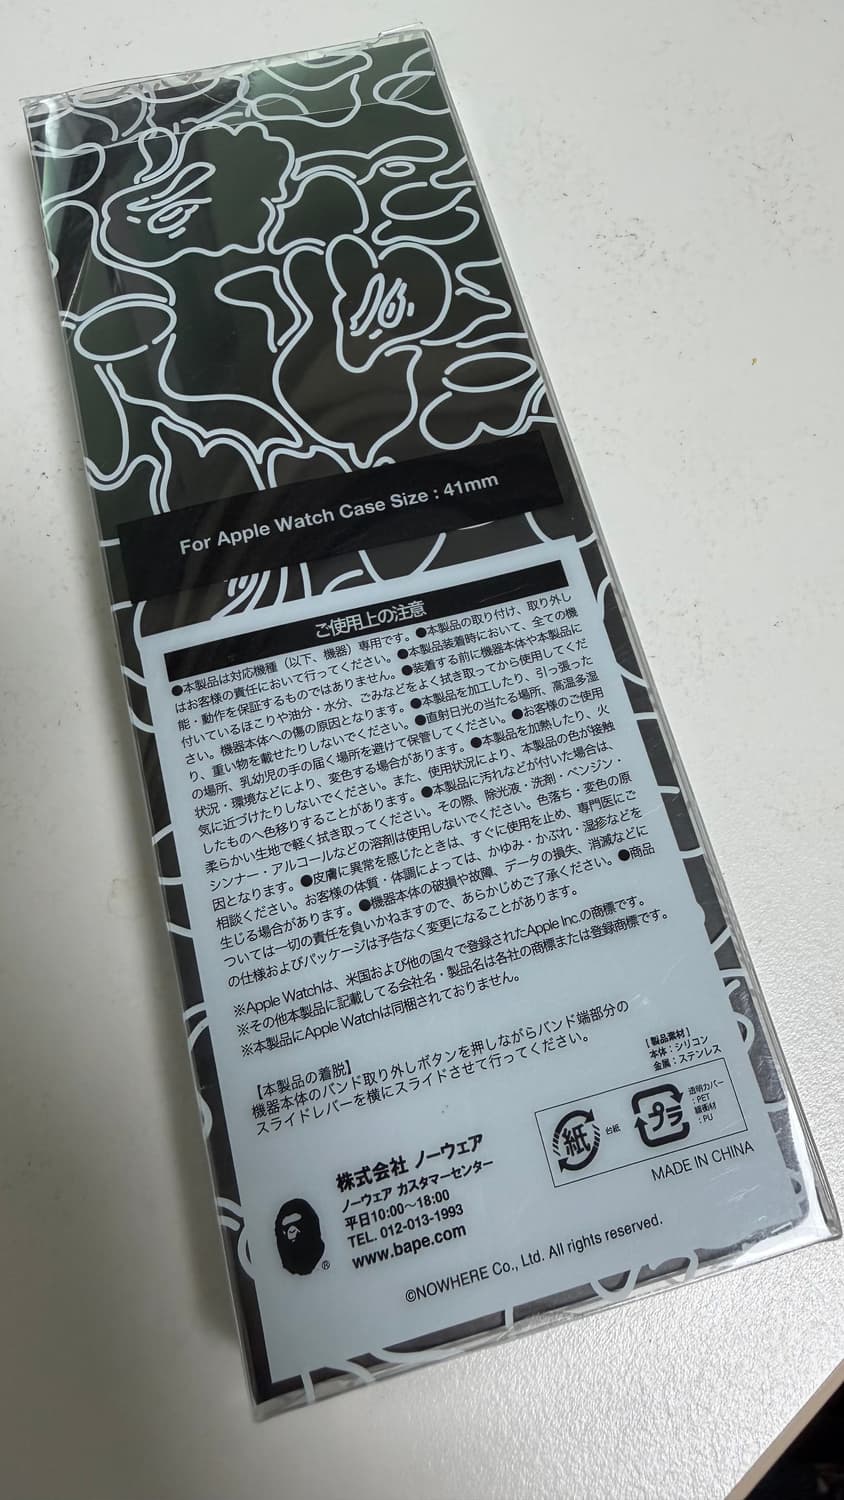 For Apple Watch Case Size : 41mm
ご使用上の注意
●本製品は対応機種（以下、機器）専用です。●本製品の取り付け、取り外し
はお客様の責任において行ってください。●本製品装着時において、全ての機
能・動作を保証するものではありません。●装着する前に機器本体や本製品に
付いているほこりや油分・水分、ごみなどをよく拭き取ってから使用してくだ
さい。機器本体への傷の原因となります。●本製品を加工したり、引っ張った
り、重い物を載せたりしないでください。●直射日光の当たる場所、高温多湿
の場所、乳幼児の手の届く場所を避けて保管してください。●お客様のご使用
状況・環境などにより、変色する場合があります。●本製品を加熱したり、火
気に近づけたりしないでください。また、使用状況により、本製品の色が接触
したものへ色移りすることがあります。●本製品に汚れなどが付いた場合は、
柔らかい生地で軽く拭き取ってください。その際、除光液・洗剤・ベンジン・
シンナー・アルコールなどの溶剤は使用しないでください。色落ち・変色の原
因となります。●皮膚に異常を感じたときは、すぐに使用を止め、専門医にご
相談ください。お客様の体質・体調によっては、かゆみ・かぶれ・湿疹などを
生じる場合があります。●機器本体の破損や故障、データの損失、消滅などに
ついては一切の責任を負いかねますので、あらかじめご了承ください。●商品
の仕様およびパッケージは予告なく変更になることがあります。
※Apple Watchは、米国および他の国々で登録されたApple Inc.の商標です。
※その他本製品に記載してる会社名・製品名は各社の商標または登録商標です。
※本製品にApple Watchは同梱されておりません。
【本製品の着脱】
機器本体のバンド取り外しボタンを押しながらバンド端部分の
スライドレバーを横にスライドさせて行ってください。
[製品素材]
本体：シリコン
金属：ステンレス
紙
台紙
プラ
透明カバー
：PET
緩衝材
：PU
MADE IN CHINA
株式会社 ノーウェア
ノーウェア カスタマーセンター
平日10:00〜18:00
TEL. 012-013-1993
www.bape.com
®
©NOWHERE Co., Ltd. All rights reserved.